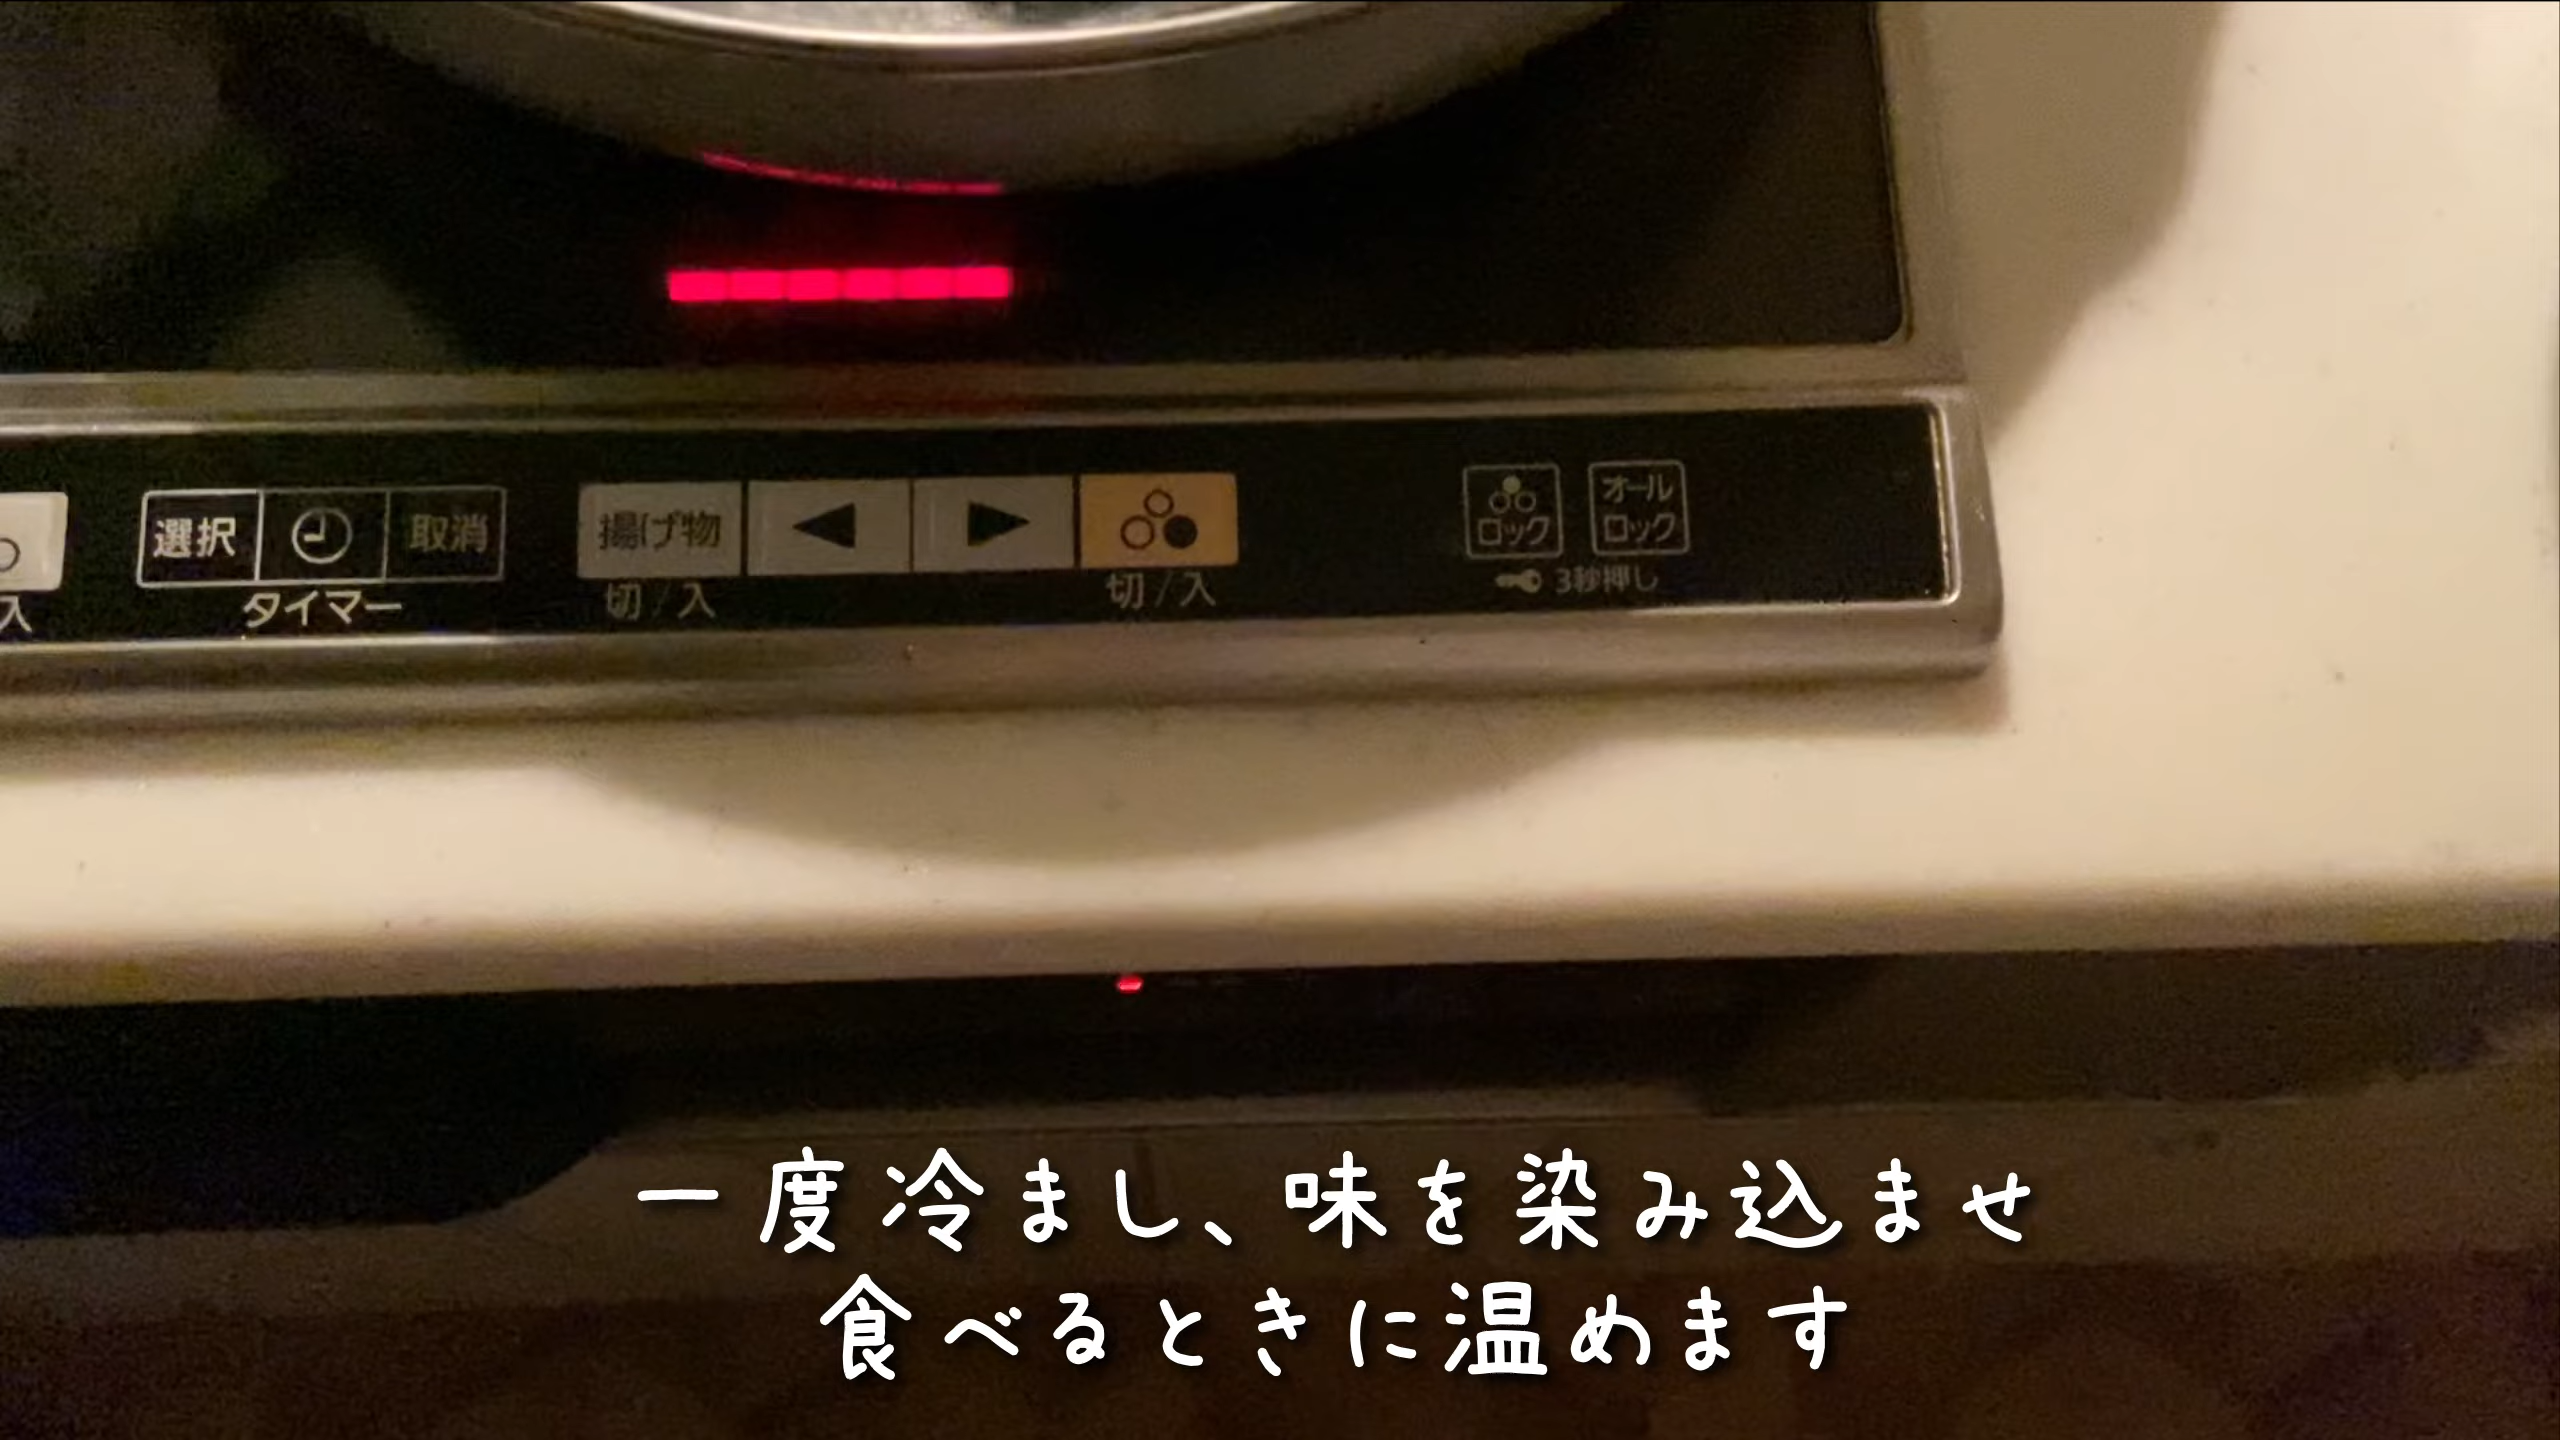 選択
取消
タイマー
揚げ物
切/入
切/入
ロック
オール
ロック
3秒押し
入
一度冷まし、味を染み込ませ
食べるときに温めます